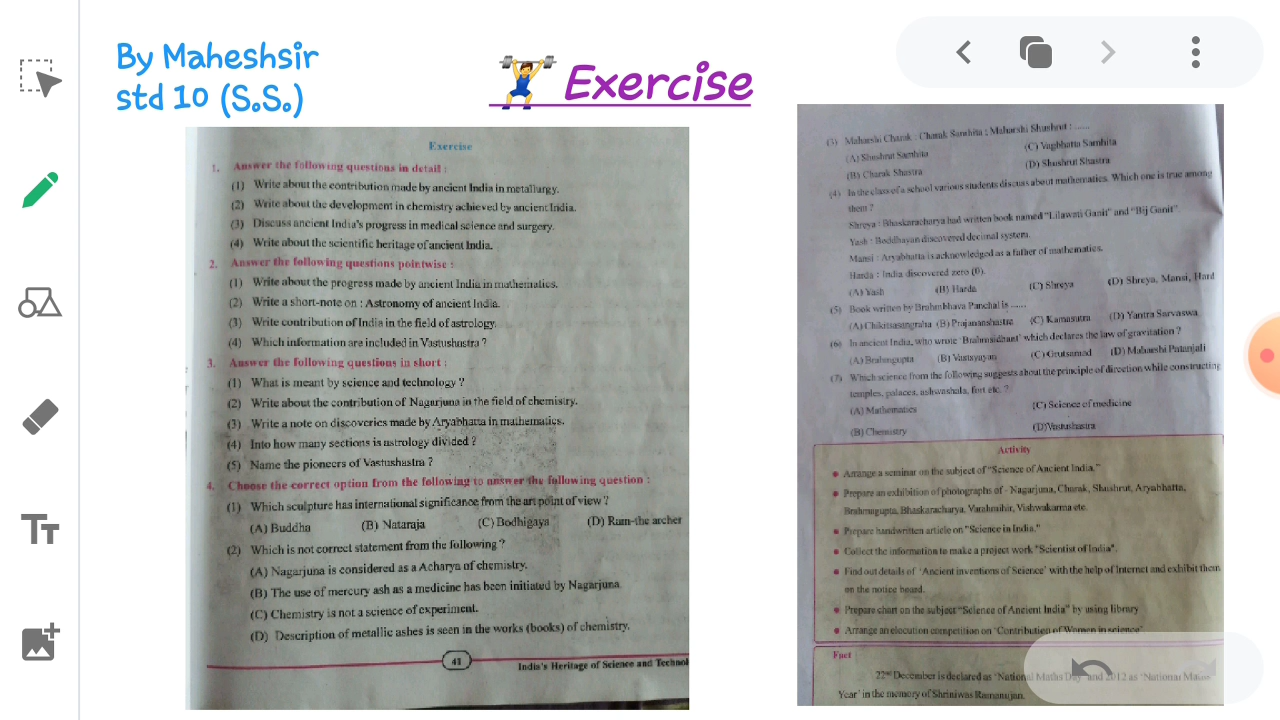 By Maheshsir
std 10 (S.S.)
Exercise
Exercise
1. Answer the following questions in detail :
(1) Write about the contribution made by ancient India in metallurgy.
(2) Write about the development in chemistry achieved by ancient India.
(3) Discuss ancient India's progress in medical science and surgery.
(4) Write about the scientific heritage of ancient India.
2. Answer the following questions pointwise :
(1) Write about the progress made by ancient India in mathematics.
(2) Write a short-note on : Astronomy of ancient India.
(3) Write contribution of India in the field of astrology.
(4) Which information are included in Vastushastra ?
3. Answer the following questions in short :
(1) What is meant by science and technology ?
(2) Write about the contribution of Nagarjuna in the field of chemistry.
(3) Write a note on discoveries made by Aryabhatta in mathematics.
(4) Into how many sections is astrology divided ?
(5) Name the pioneers of Vastushastra ?
4. Choose the correct option from the following to answer the following question :
(1) Which sculpture has international significance from the art point of view ?
(A) Buddha (B) Nataraja (C) Bodhigaya (D) Ram-the archer
(2) Which is not correct statement from the following ?
(A) Nagarjuna is considered as a Acharya of chemistry.
(B) The use of mercury ash as a medicine has been initiated by Nagarjuna.
(C) Chemistry is not a science of experiment.
(D) Description of metallic ashes is seen in the works (books) of chemistry.
41 India's Heritage of Science and Technol
(3) Maharshi Charak : Charak Samhita ; Maharshi Shushrut : ......
(A) Shushrut Samhita (C) Vagbhatta Samhita
(B) Charak Shastra (D) Shushrut Shastra
(4) In the class of a school various students discuss about mathematics. Which one is true among
them ?
Shreya : Bhaskaracharya had written book named "Lilawati Ganit" and "Bij Ganit".
Yash : Boddhayan discovered decimal system.
Mansi : Aryabhatta is acknowledged as a father of mathematics.
Harda : India discovered zero (0).
(A) Yash (B) Harda (C) Shreya (D) Shreya, Mansi, Hard
(5) Book written by Brahmbhava Panchal is ......
(A) Chikitsasangraha (B) Prajananshastra (C) Kamasutra (D) Yantra Sarvaswa
(6) In ancient India, who wrote 'Brahmsidhant' which declares the law of gravitation ?
(A) Brahmgupta (B) Vastsyayan (C) Grutsamad (D) Maharshi Patanjali
(7) Which science from the following suggests about the principle of direction while constructing
temples, palaces, ashwashala, fort etc. ?
(A) Mathematics (C) Science of medicine
(B) Chemistry (D) Vastushastra
Activity
● Arrange a seminar on the subject of "Science of Ancient India."
● Prepare an exhibition of photographs of - Nagarjuna, Charak, Shushrut, Aryabhatta,
Brahmgupta, Bhaskaracharya, Varahmihir, Vishwakarma etc.
● Prepare handwritten article on "Science in India."
● Collect the information to make a project work "Scientist of India".
● Find out details of 'Ancient inventions of Science' with the help of Internet and exhibit them
on the notice board.
● Prepare chart on the subject "Science of Ancient India" by using library
● Arrange an elocution competition on 'Contribution of Women in science'
Fact
22nd December is declared as 'National Maths Day' and 2012 as 'National Maths
Year' in the memory of Shriniwas Ramanujan.
TT